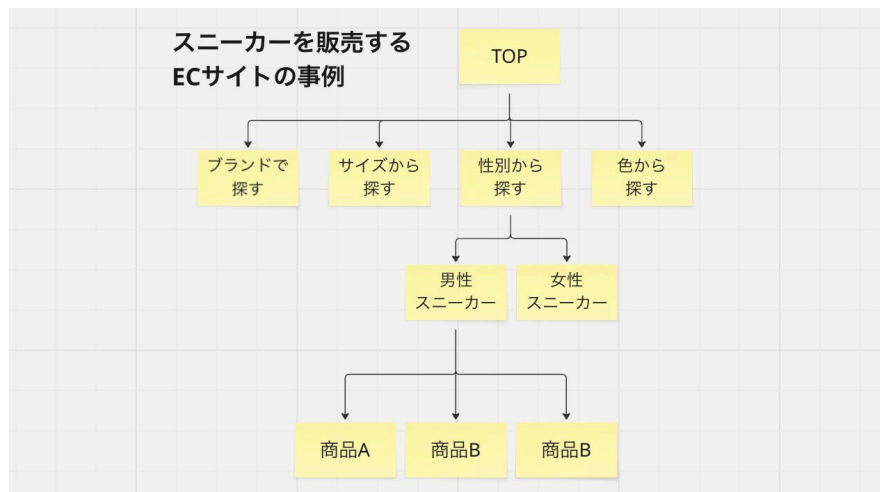 スニーカーを販売する
ECサイトの事例
TOP
ブランドで
探す
サイズから
探す
性別から
探す
色から
探す
男性
スニーカー
女性
スニーカー
商品A
商品B
商品B